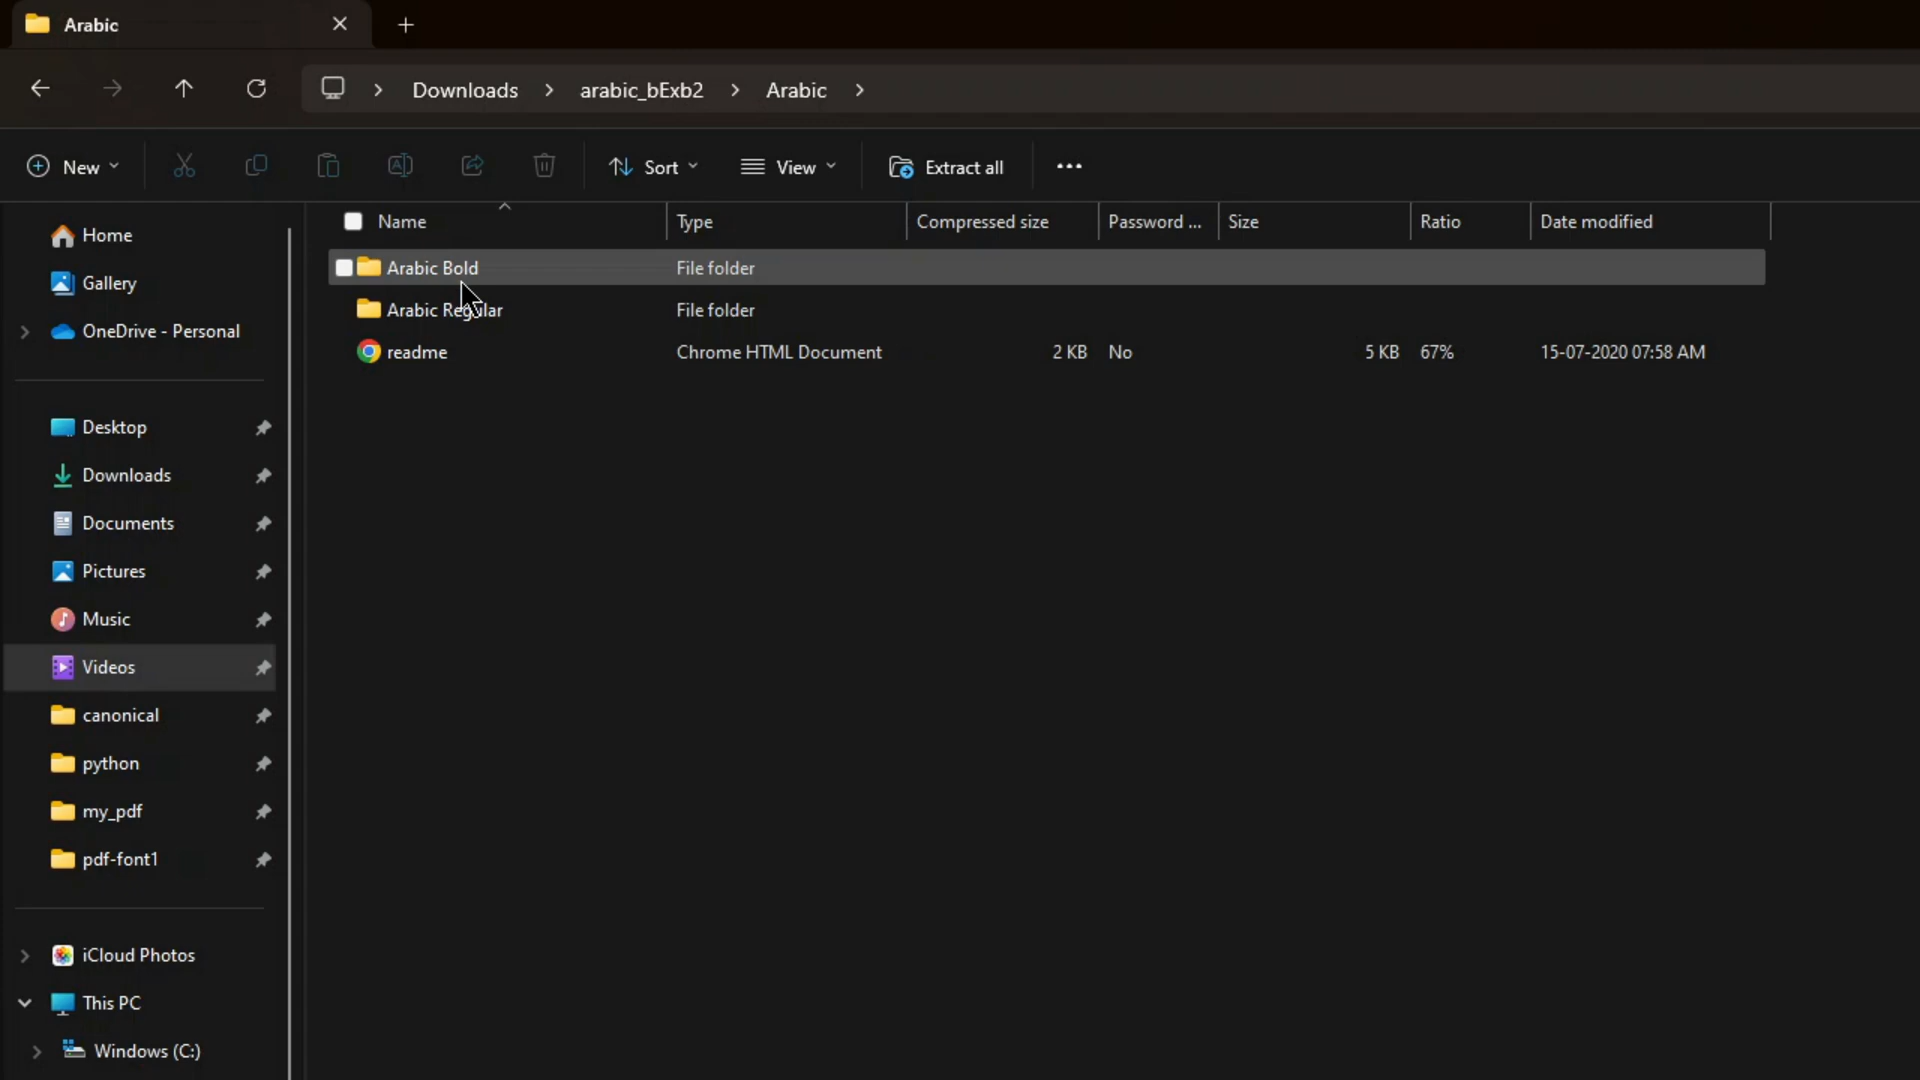 Arabic
Downloads > arabic_bExb2 > Arabic >
New Sort View Extract all •••
Name Type Compressed size Password ... Size Ratio Date modified
Arabic Bold File folder
Arabic Regular File folder
readme Chrome HTML Document 2 KB No 5 KB 67% 15-07-2020 07:58 AM
Home
Gallery
OneDrive - Personal
Desktop
Downloads
Documents
Pictures
Music
Videos
canonical
python
my_pdf
pdf-font1
iCloud Photos
This PC
Windows (C:)